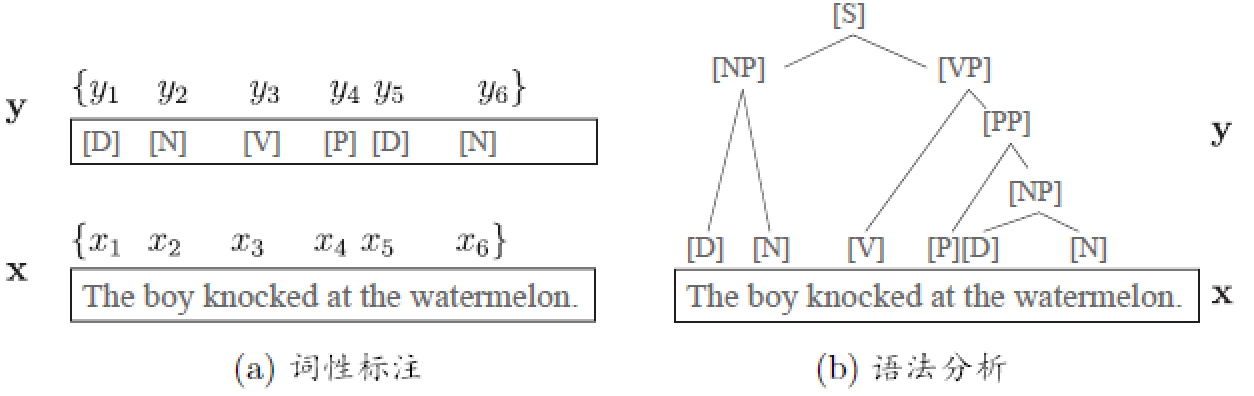 {y1 y2 y3 y4 y5 y6}
y
[D] [N] [V] [P] [D] [N]
{x1 x2 x3 x4 x5 x6}
x
The boy knocked at the watermelon.
(a) 词性标注
[S]
[NP] [VP]
[PP]
y
[NP]
[D] [N] [V] [P][D] [N]
The boy knocked at the watermelon.
x
(b) 语法分析